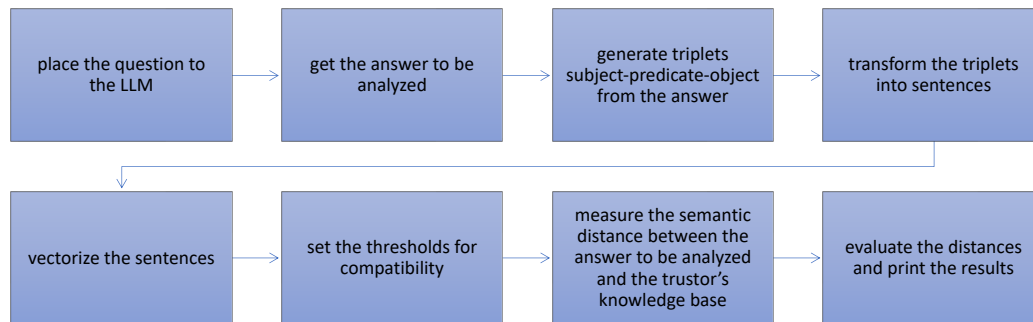 place the question to
the LLM
get the answer to be
analyzed
generate triplets
subject-predicate-object
from the answer
transform the triplets
into sentences
vectorize the sentences
set the thresholds for
compatibility
measure the semantic
distance between the
answer to be analyzed
and the trustor’s
knowledge base
evaluate the distances
and print the results